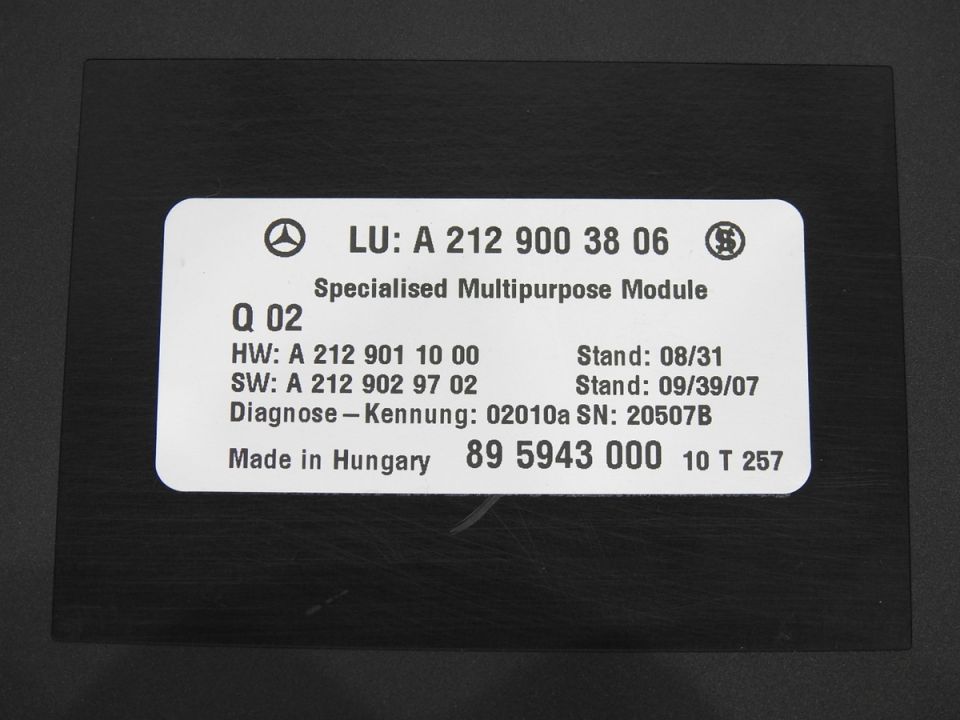 LU: A 212 900 38 06
Specialised Multipurpose Module
Q 02
HW: A 212 901 10 00 Stand: 08/31
SW: A 212 902 97 02 Stand: 09/39/07
Diagnose – Kennung: 02010a SN: 20507B
Made in Hungary 89 5943 000 10 T 257